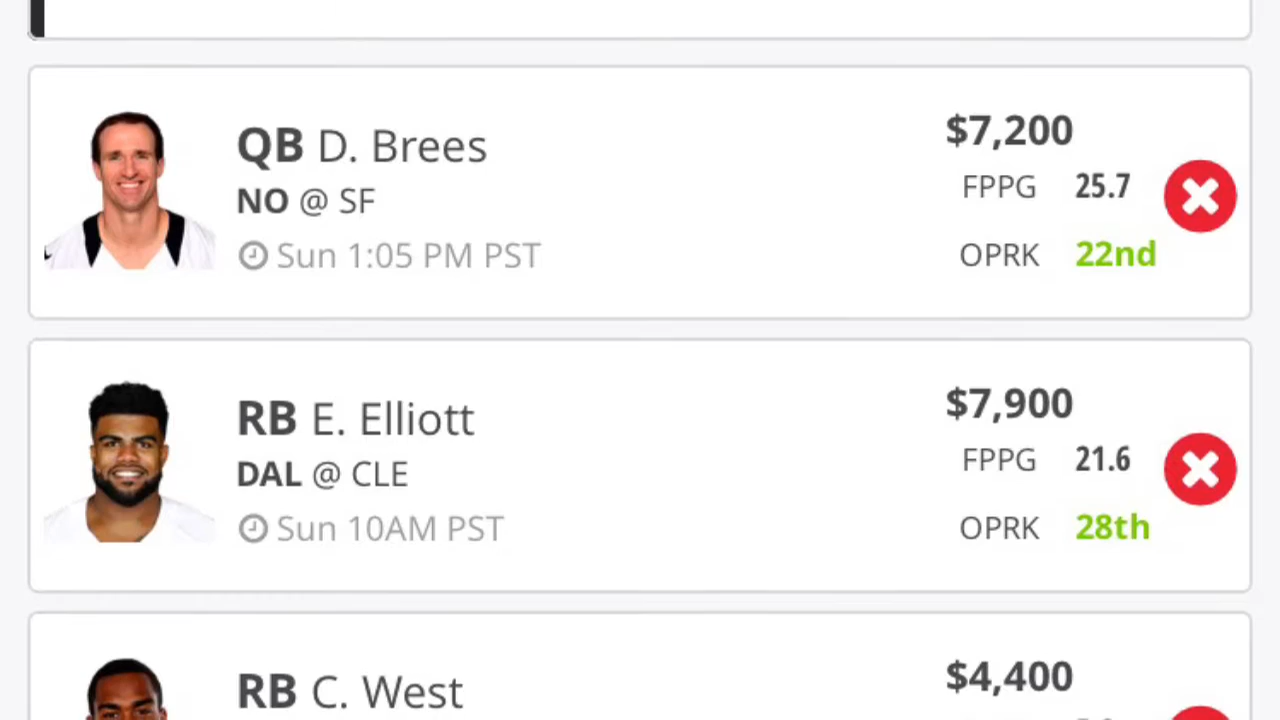 QB D. Brees
NO @ SF
Sun 1:05 PM PST
$7,200
FPPG 25.7
OPRK 22nd
RB E. Elliott
DAL @ CLE
Sun 10AM PST
$7,900
FPPG 21.6
OPRK 28th
RB C. West
$4,400